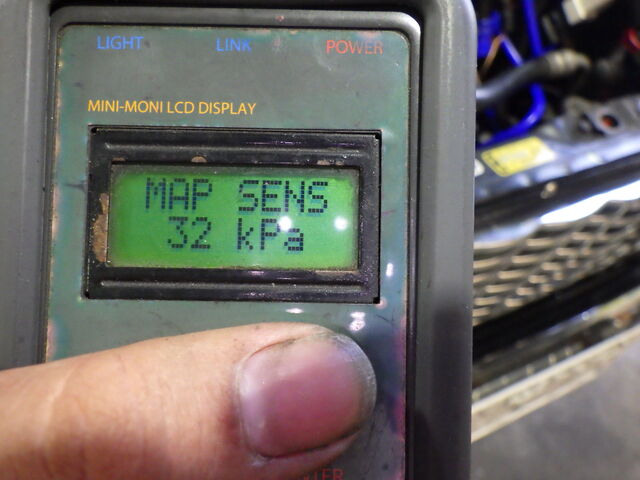 LIGHT LINK POWER
MINI-MONI LCD DISPLAY
MAP SENS
32 kPa